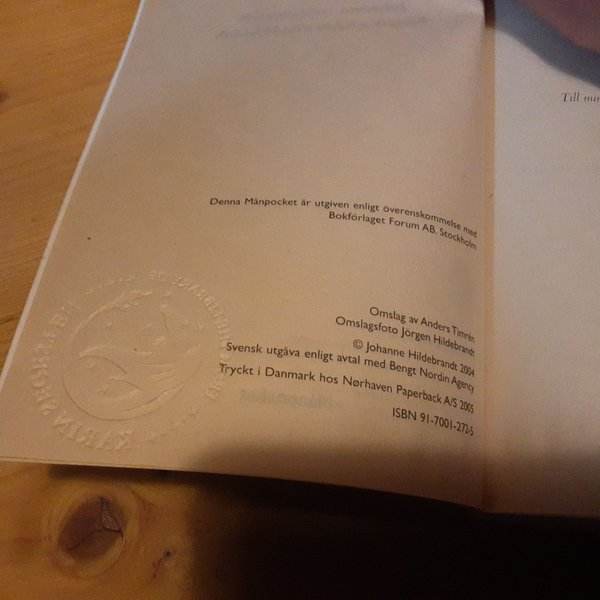 Till
Denna Månpocket är utgiven enligt överenskommelse med
Bokförlaget Forum AB, Stockholm
Omslag av Anders Timrén
Omslagsfoto Jörgen Hildebrandt
© Johanne Hildebrandt 2004
Svensk utgåva enligt avtal med Bengt Nordin Agency
Tryckt i Danmark hos Nørhaven Paperback A/S 2005
ISBN 91-7001-272-5